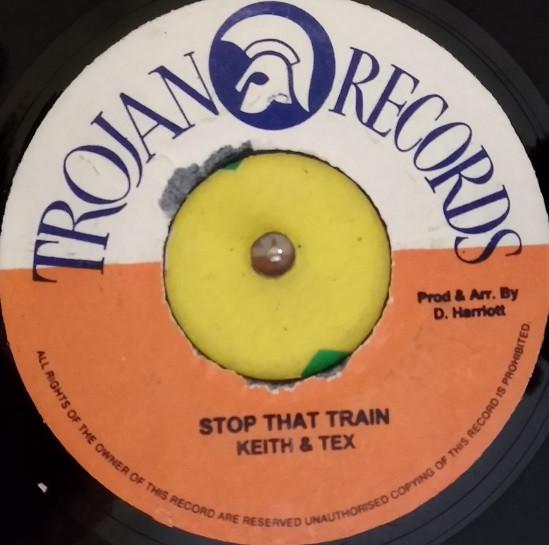 TROJAN RECORDS
Prod & Arr. By
D. Harriott
STOP THAT TRAIN
KEITH & TEX
ALL RIGHTS OF THE OWNER OF THIS RECORD ARE RESERVED UNAUTHORISED COPYING OF THIS RECORD IS PROHIBITED